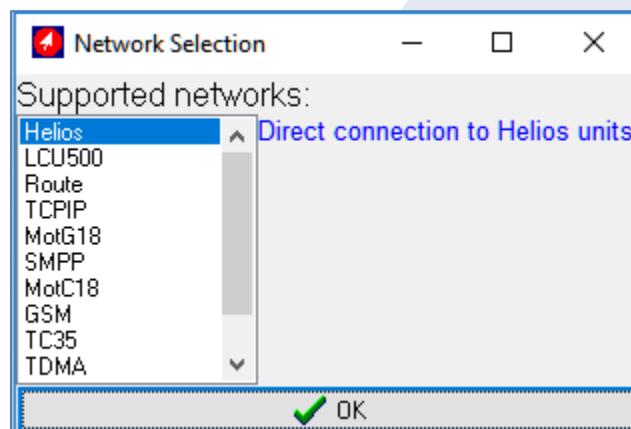 Network Selection
Supported networks:
Helios
Direct connection to Helios units
LCU500
Route
TCPIP
MotG18
SMPP
MotC18
GSM
TC35
TDMA
OK